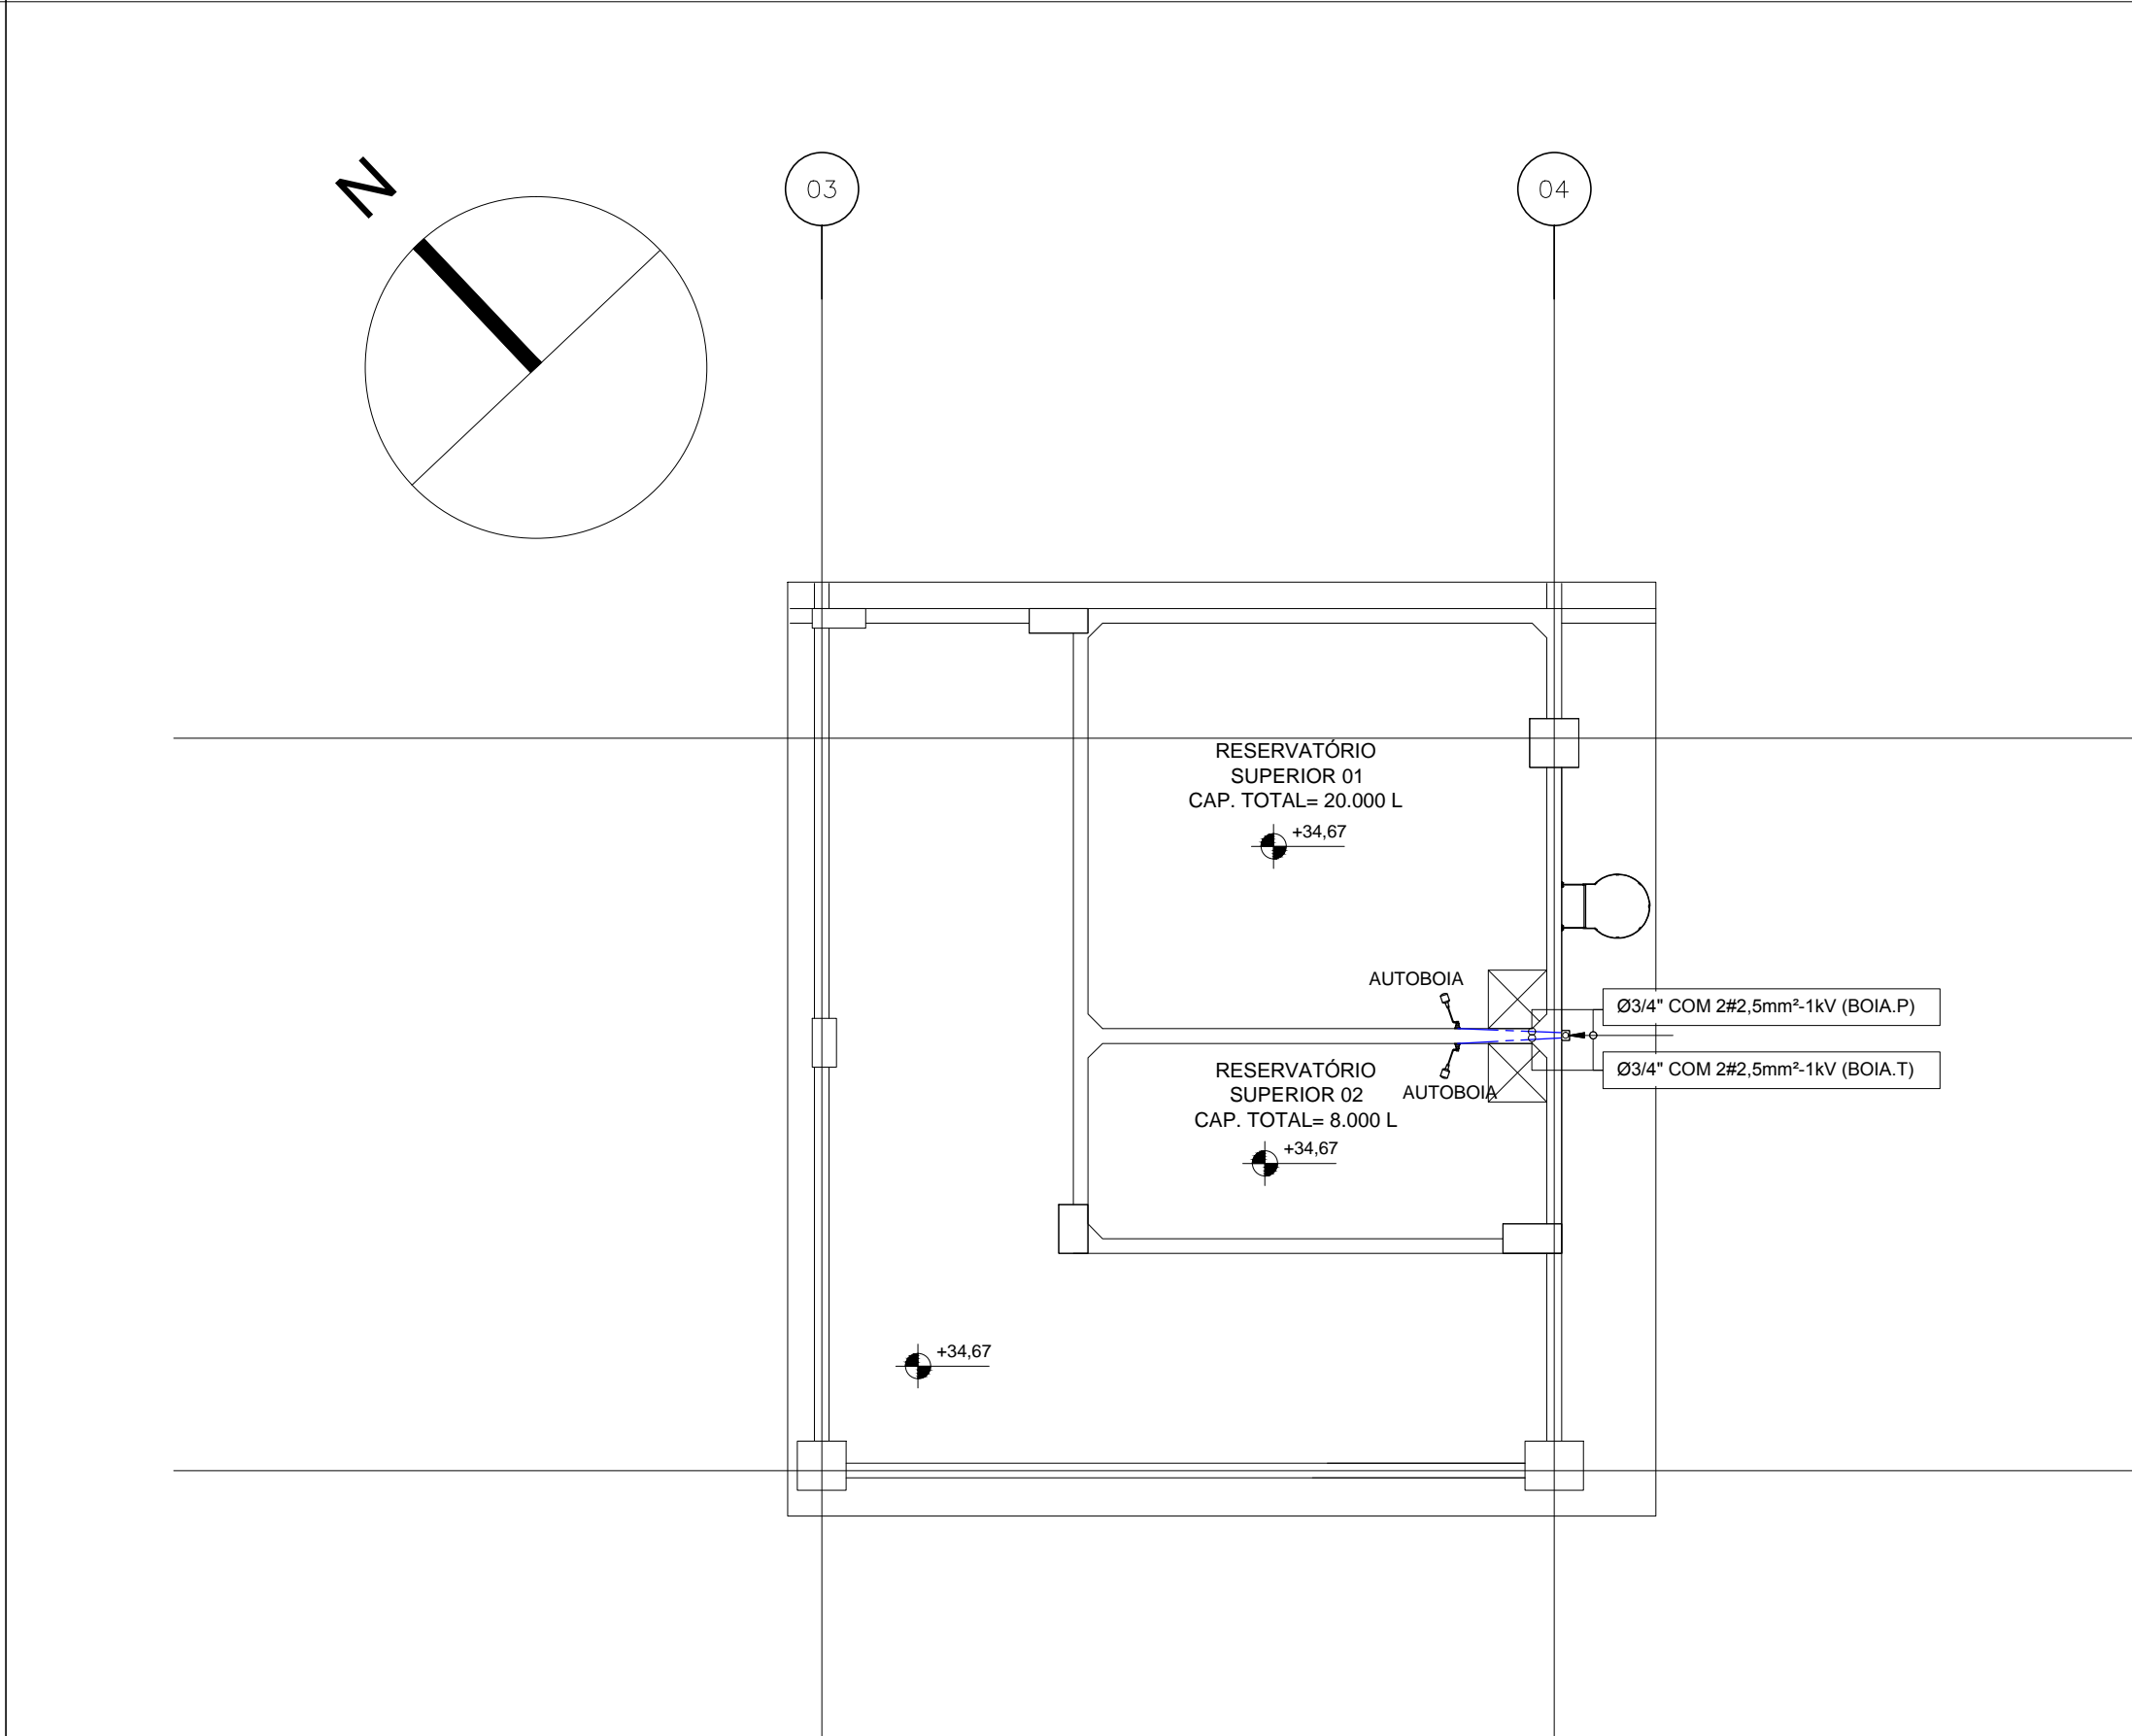 N
03
04
RESERVATÓRIO
SUPERIOR 01
CAP. TOTAL= 20.000 L
+34,67
AUTOBOIA
Ø3/4" COM 2#2,5mm²-1kV (BOIA.P)
Ø3/4" COM 2#2,5mm²-1kV (BOIA.T)
RESERVATÓRIO
SUPERIOR 02
CAP. TOTAL= 8.000 L
AUTOBOIA
+34,67
+34,67